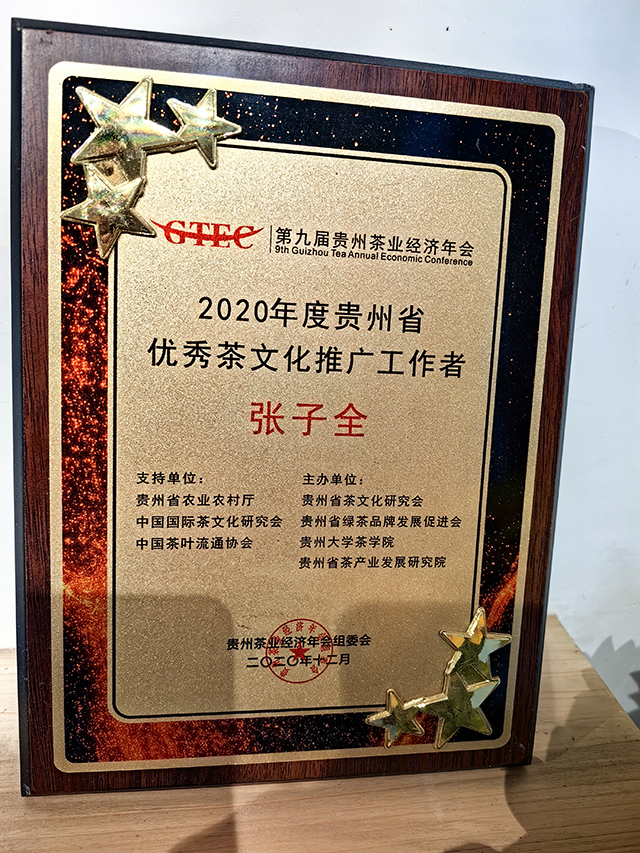 GTEC
第九届贵州茶业经济年会
9th Guizhou Tea Annual Economic Conference
2020年度贵州省
优秀茶文化推广工作者
张子全
支持单位：
贵州省农业农村厅
中国国际茶文化研究会
中国茶叶流通协会
主办单位：
贵州省茶文化研究会
贵州省绿茶品牌发展促进会
贵州大学茶学院
贵州省茶产业发展研究院
贵州茶业经济年会组委会
二〇二〇年十二月